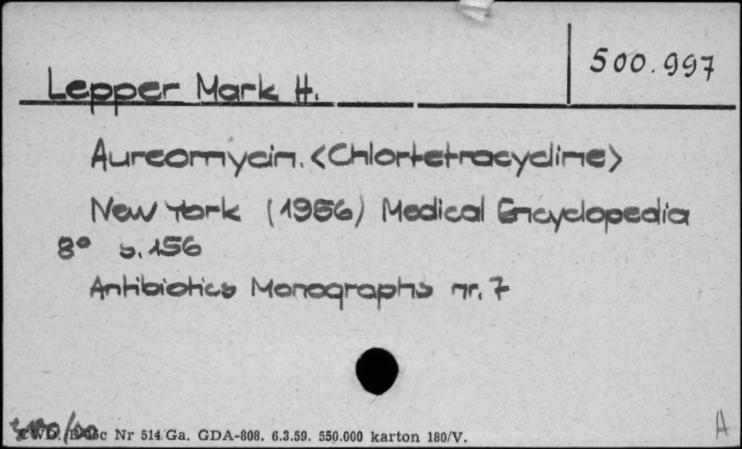 500.997
Lepper Mark H.
Aureomycin. <Chlortetracycline>
New York (1956) Medical Encyclopedia
8° s. 156
Antibiotics Monographs nr. 7
CWD. Nr 514/Ga. GDA-808. 6.3.59. 550.000 karton 180/V.
A